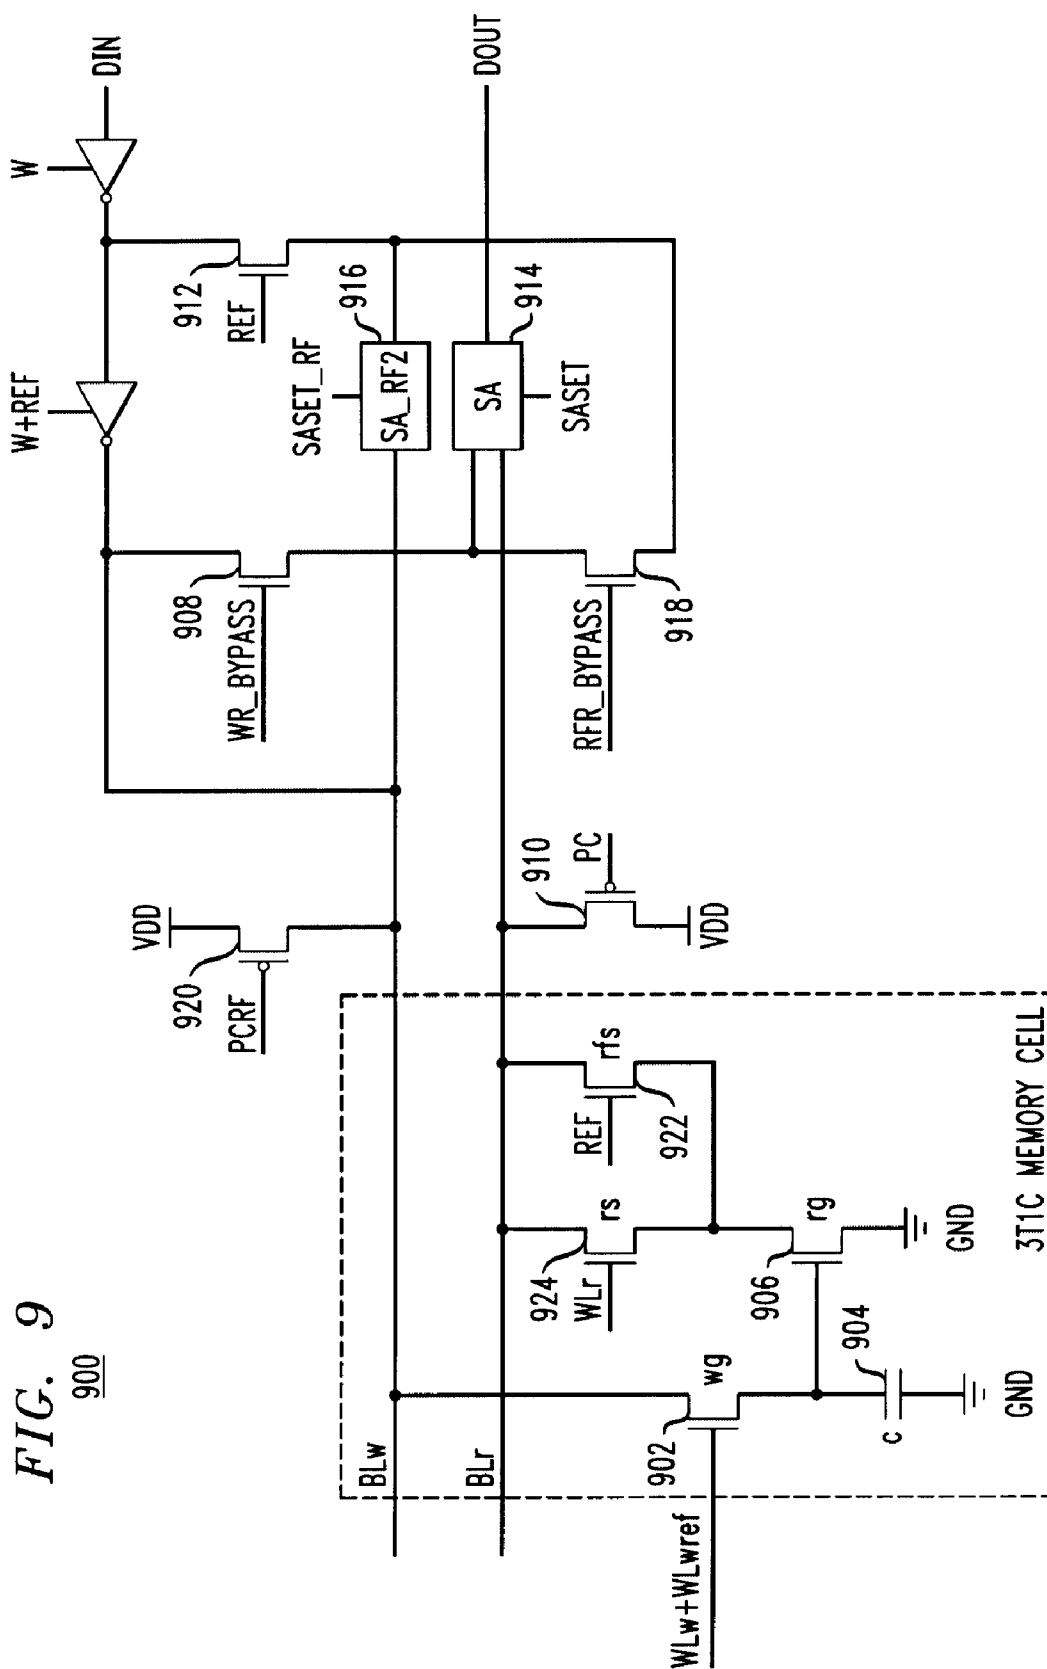 FIG. 9
900
W
DIN
W+REF
912
REF
908
WR_BYPASS
SASET_RF
916
SA_RF2
DOUT
914
SA
SASET
RFR_BYPASS
918
VDD
920
PCRF
910
PC
VDD
BLw
BLr
rfs
REF
922
rs
924
WLr
rg
906
GND
wg
902
904
c
GND
WLw+WLwref
3T1C MEMORY CELL